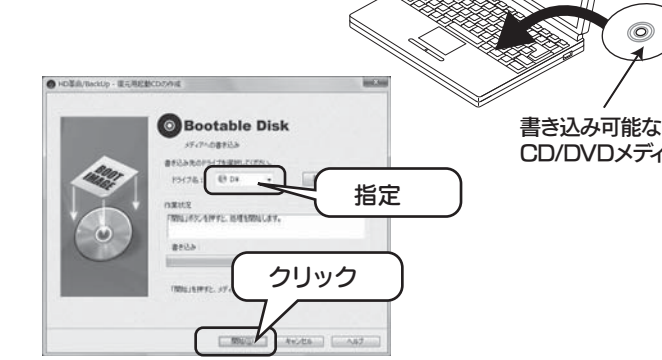 書き込み可能な
CD/DVDメディ
HD革命/BackUp - 復元用起動CDの作成
Bootable Disk
メディアへの書き込み
書き込み先のドライブを選択してください。
ドライブ名:
指定
作業状況
「開始」ボタンを押すと、処理を開始します。
書き込み:
クリック
「開始」を押すと、メディ
キャンセル
ヘルプ
BOOT
IMAGE